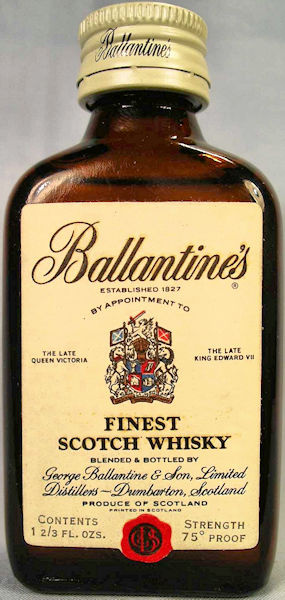 Ballantine's
Ballantine's
®
ESTABLISHED 1827
BY APPOINTMENT TO
THE LATE
QUEEN VICTORIA
THE LATE
KING EDWARD VII
FINEST
SCOTCH WHISKY
BLENDED & BOTTLED BY
George Ballantine & Son, Limited
Distillers - Dumbarton, Scotland
PRODUCE OF SCOTLAND
PRINTED IN SCOTLAND
CONTENTS
1 2/3 FL. OZS.
STRENGTH
75° PROOF